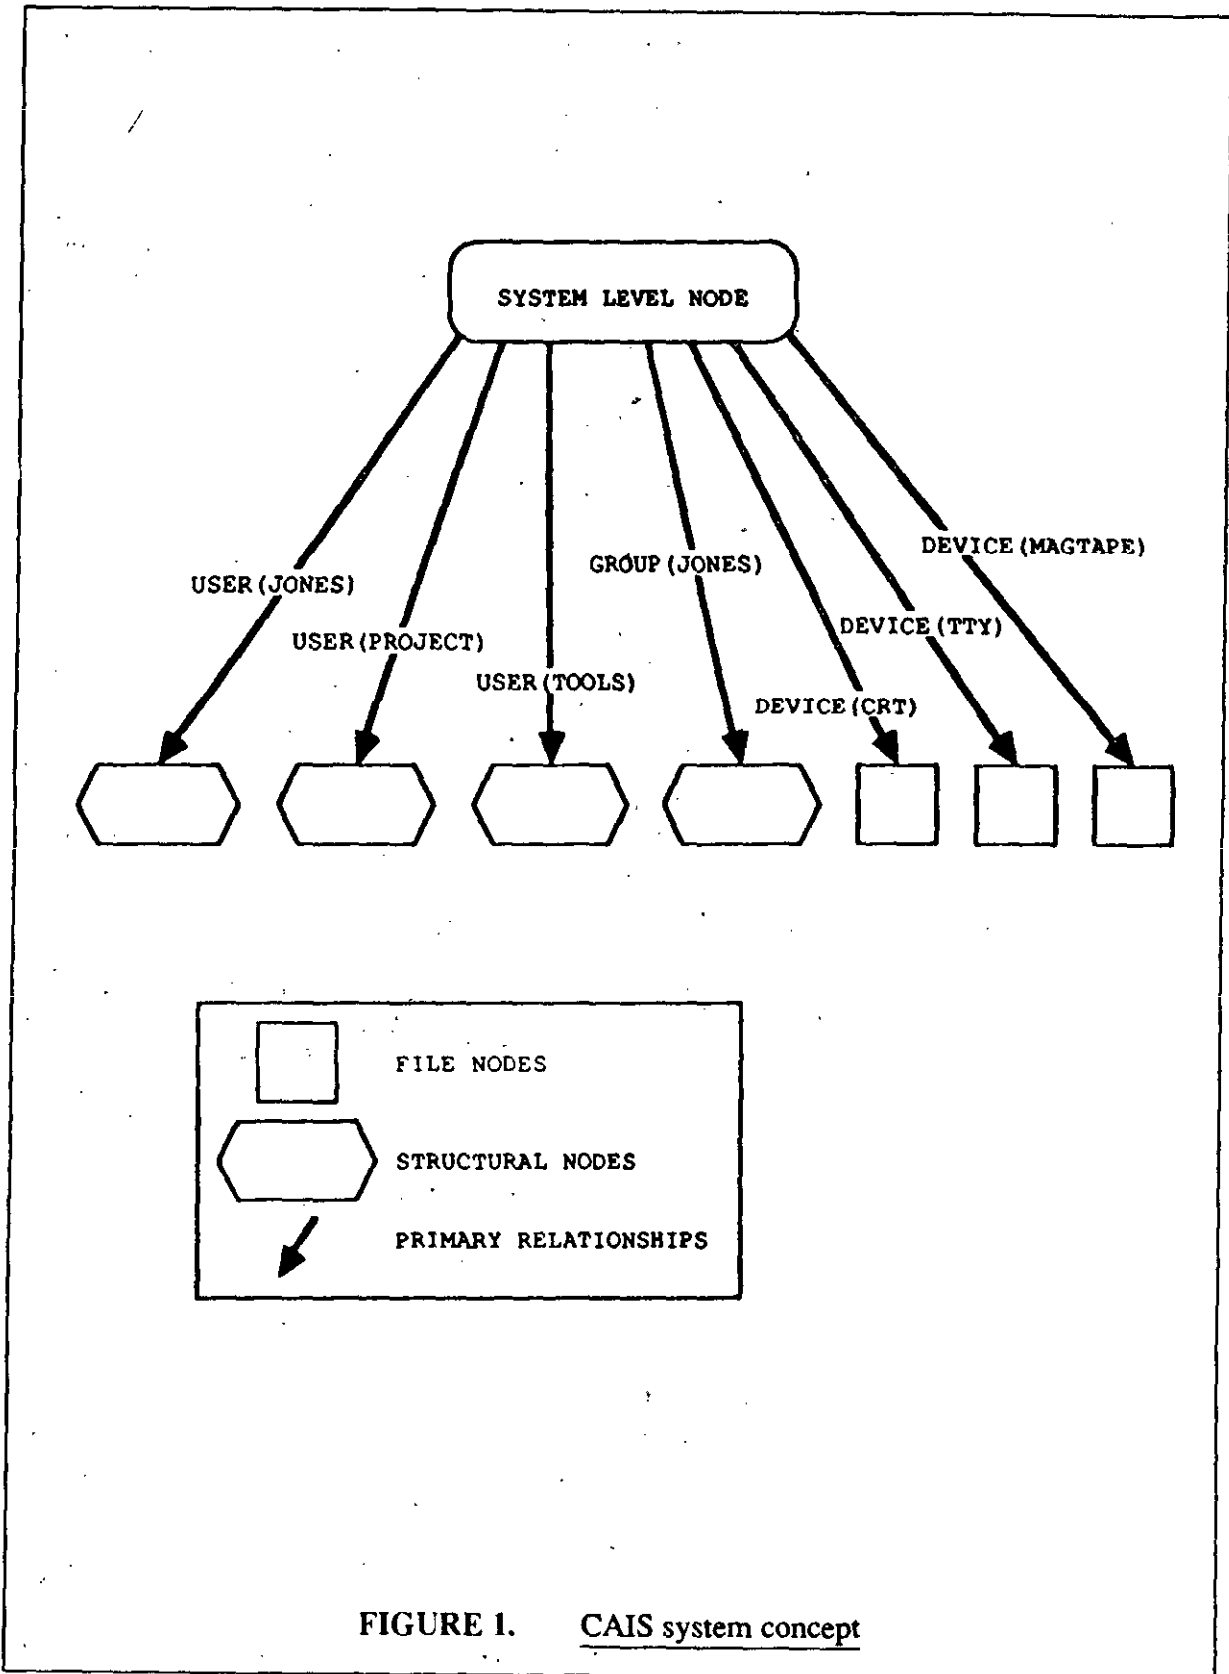 SYSTEM LEVEL NODE
DEVICE(MAGTAPE)
GROUP(JONES)
USER(JONES)
DEVICE(TTY)
USER(PROJECT)
USER(TOOLS)
DEVICE(CRT)
FILE NODES
STRUCTURAL NODES
PRIMARY RELATIONSHIPS
FIGURE 1. CAIS system concept